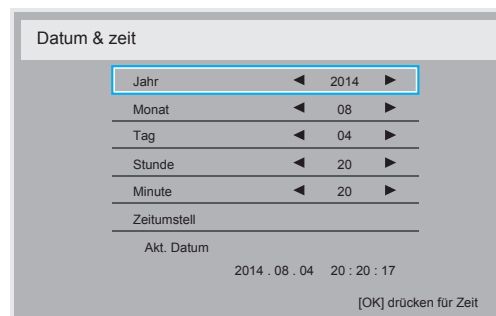 Datum & zeit
Jahr ◄ 2014 ►
Monat ◄ 08 ►
Tag ◄ 04 ►
Stunde ◄ 20 ►
Minute ◄ 20 ►
Zeitumstell
Akt. Datum
2014 . 08 . 04 20 : 20 : 17
[OK] drücken für Zeit